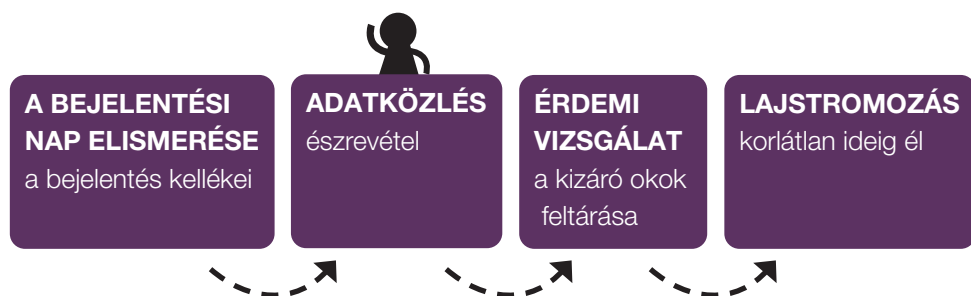 A BEJELENTÉSI
NAP ELISMERÉSE
a bejelentés kellékei
ADATKÖZLÉS
észrevétel
ÉRDEMI
VIZSGÁLAT
a kizáró okok
feltárása
LAJSTROMOZÁS
korlátlan ideig él